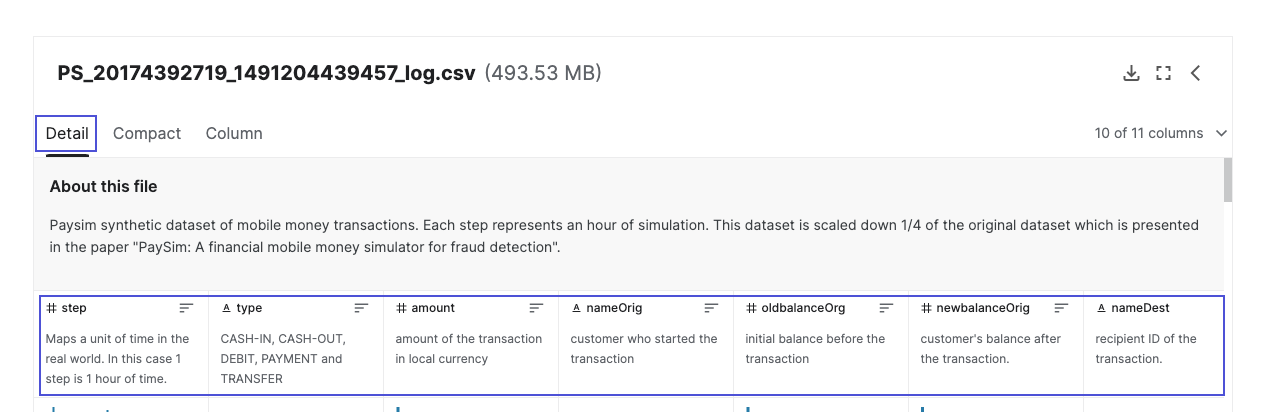 PS_20174392719_1491204439457_log.csv (493.53 MB)
Detail Compact Column 10 of 11 columns
About this file
Paysim synthetic dataset of mobile money transactions. Each step represents an hour of simulation. This dataset is scaled down 1/4 of the original dataset which is presented
in the paper "PaySim: A financial mobile money simulator for fraud detection".
# step
Maps a unit of time in the
real world. In this case 1
step is 1 hour of time.
A type
CASH-IN, CASH-OUT,
DEBIT, PAYMENT and
TRANSFER
# amount
amount of the transaction
in local currency
A nameOrig
customer who started the
transaction
# oldbalanceOrg
initial balance before the
transaction
# newbalanceOrig
customer's balance after
the transaction.
A nameDest
recipient ID of the
transaction.